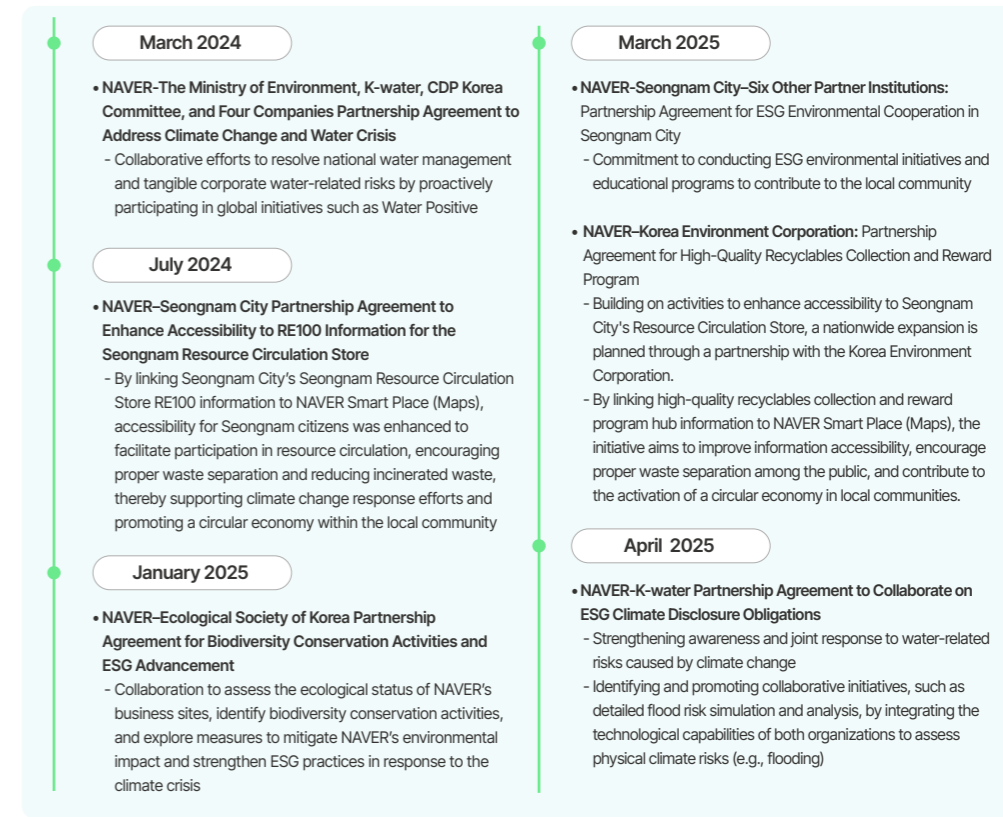 March 2024
• NAVER-The Ministry of Environment, K-water, CDP Korea
Committee, and Four Companies Partnership Agreement to
Address Climate Change and Water Crisis
- Collaborative efforts to resolve national water management
and tangible corporate water-related risks by proactively
participating in global initiatives such as Water Positive
July 2024
• NAVER–Seongnam City Partnership Agreement to
Enhance Accessibility to RE100 Information for the
Seongnam Resource Circulation Store
- By linking Seongnam City's Seongnam Resource Circulation
Store RE100 information to NAVER Smart Place (Maps),
accessibility for Seongnam citizens was enhanced to
facilitate participation in resource circulation, encouraging
proper waste separation and reducing incinerated waste,
thereby supporting climate change response efforts and
promoting a circular economy within the local community
January 2025
• NAVER–Ecological Society of Korea Partnership
Agreement for Biodiversity Conservation Activities and
ESG Advancement
- Collaboration to assess the ecological status of NAVER's
business sites, identify biodiversity conservation activities,
and explore measures to mitigate NAVER's environmental
impact and strengthen ESG practices in response to the
climate crisis
March 2025
• NAVER-Seongnam City–Six Other Partner Institutions:
Partnership Agreement for ESG Environmental Cooperation in
Seongnam City
- Commitment to conducting ESG environmental initiatives and
educational programs to contribute to the local community
• NAVER–Korea Environment Corporation: Partnership
Agreement for High-Quality Recyclables Collection and Reward
Program
- Building on activities to enhance accessibility to Seongnam
City's Resource Circulation Store, a nationwide expansion is
planned through a partnership with the Korea Environment
Corporation.
- By linking high-quality recyclables collection and reward
program hub information to NAVER Smart Place (Maps), the
initiative aims to improve information accessibility, encourage
proper waste separation among the public, and contribute to
the activation of a circular economy in local communities.
April 2025
• NAVER-K-water Partnership Agreement to Collaborate on
ESG Climate Disclosure Obligations
- Strengthening awareness and joint response to water-related
risks caused by climate change
- Identifying and promoting collaborative initiatives, such as
detailed flood risk simulation and analysis, by integrating the
technological capabilities of both organizations to assess
physical climate risks (e.g., flooding)